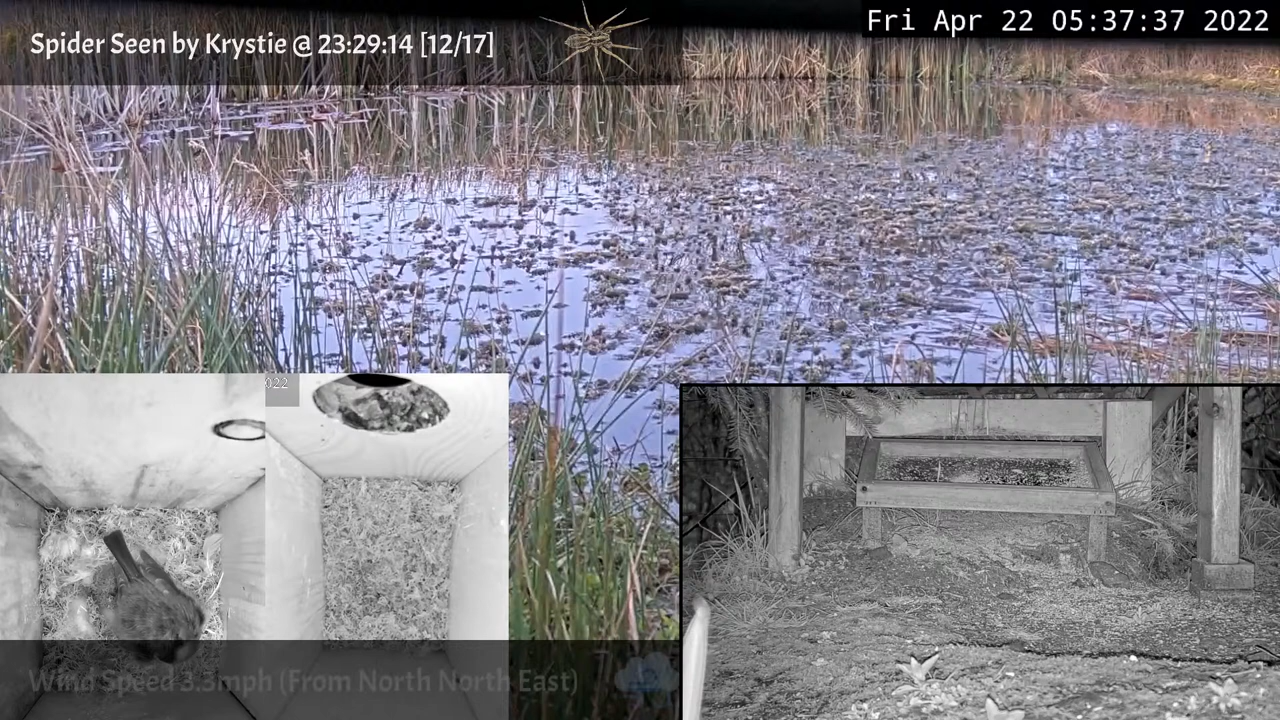 Spider Seen by Krystie @ 23:29:14 [12/17]
Fri Apr 22 05:37:37 2022
022
Wind Speed 3.3mph (From North North East)